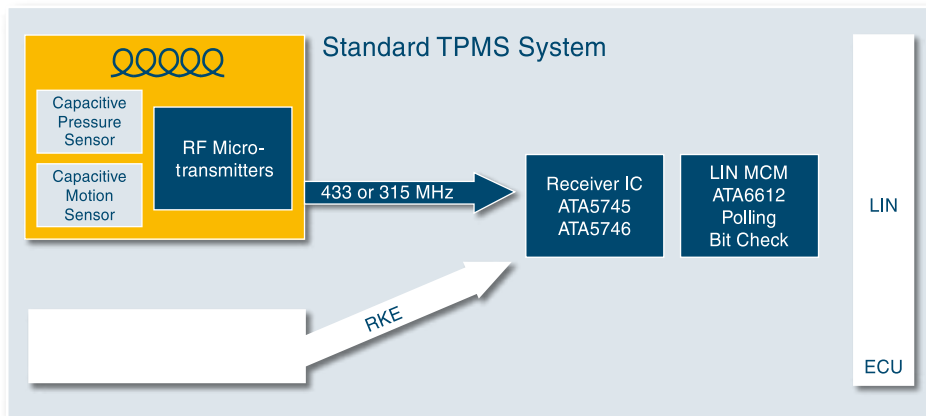 Standard TPMS System
Capacitive
Pressure
Sensor
Capacitive
Motion
Sensor
RF Micro-
transmitters
433 or 315 MHz
Receiver IC
ATA5745
ATA5746
LIN MCM
ATA6612
Polling
Bit Check
LIN
RKE
ECU